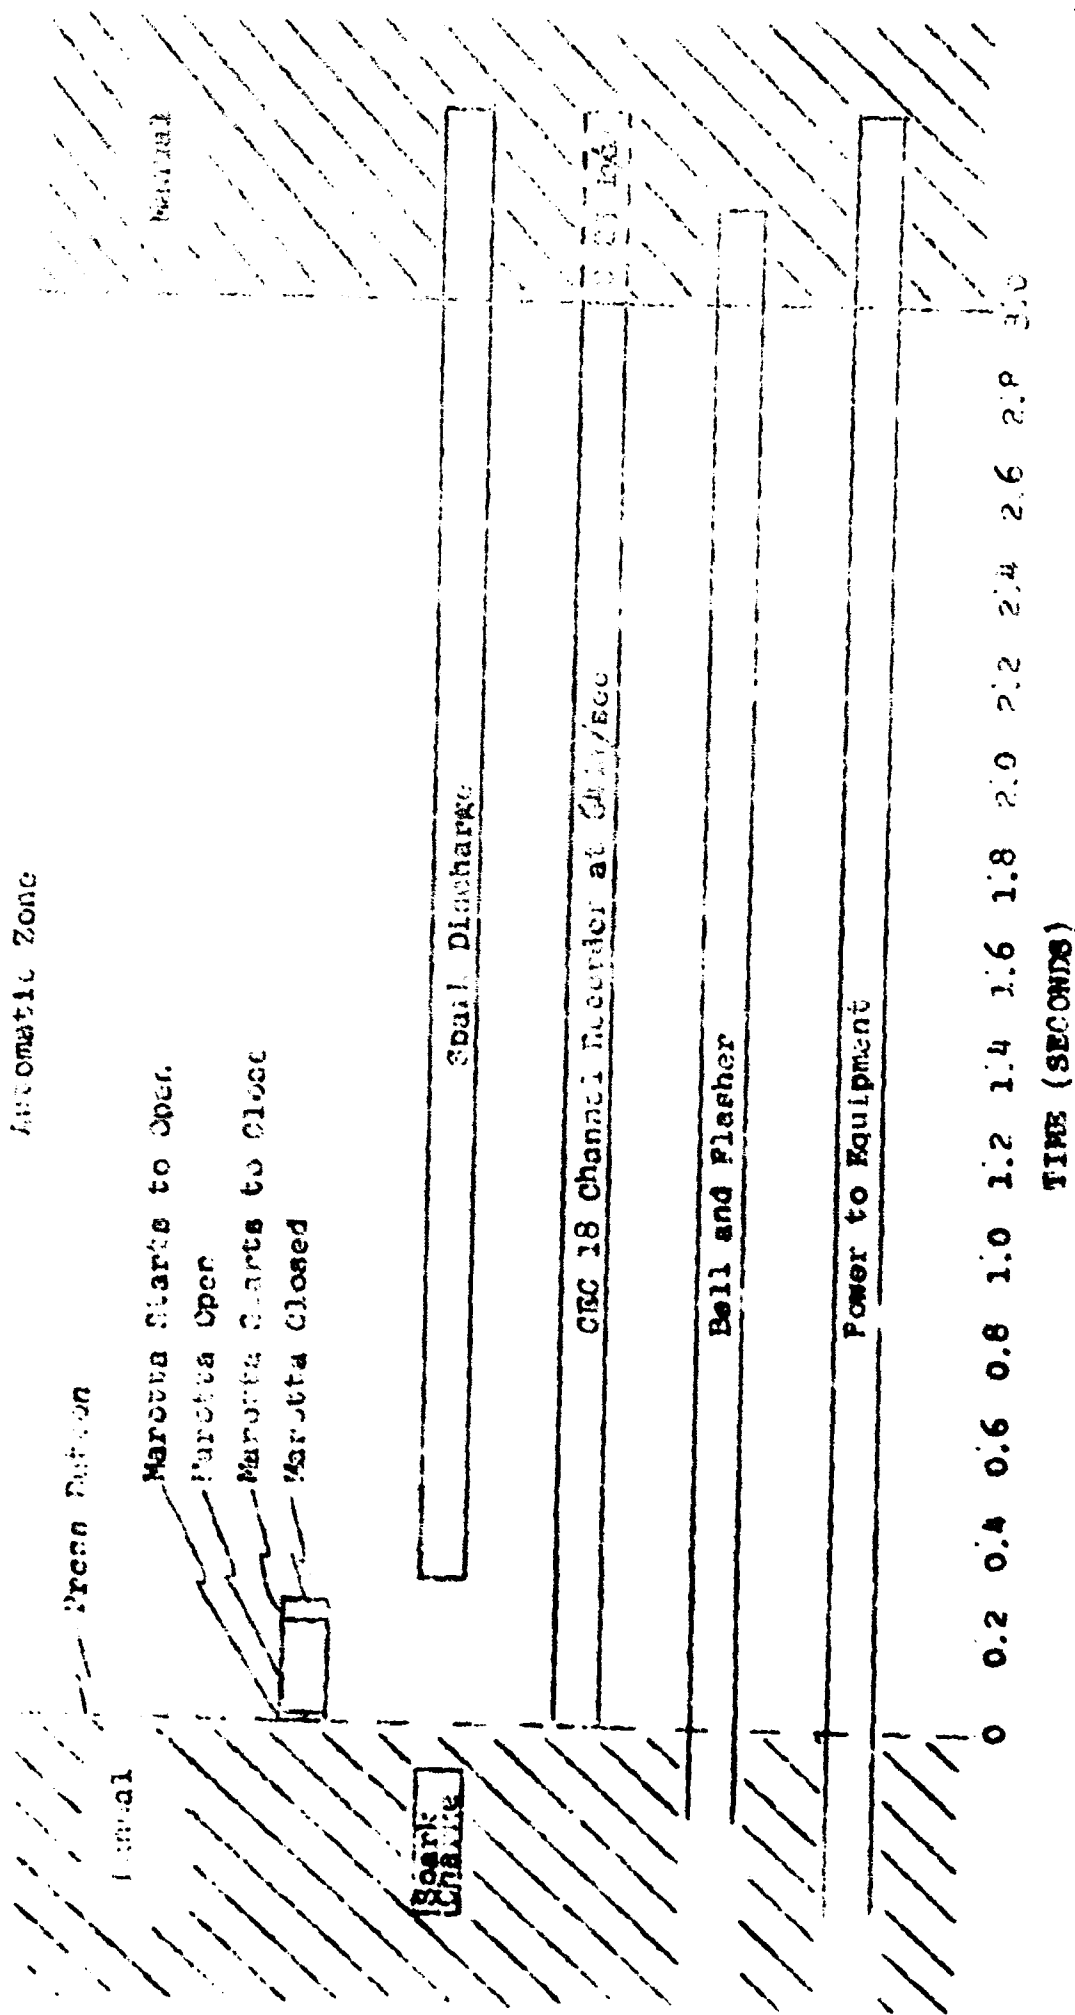 Automatic Zone
Press Button
Manual
Manual
Marotta Starts to Open
Marotta Open
Marotta Starts to Close
Marotta Closed
Spark
Charge
Spark Discharge
CEC 18 Channel Recorder at
Bell and Flasher
Power to Equipment
0 0.2 0.4 0.6 0.8 1.0 1.2 1.4 1.6 1.8 2.0 2.2 2.4 2.6 2.8 3.0
TIME (SECONDS)